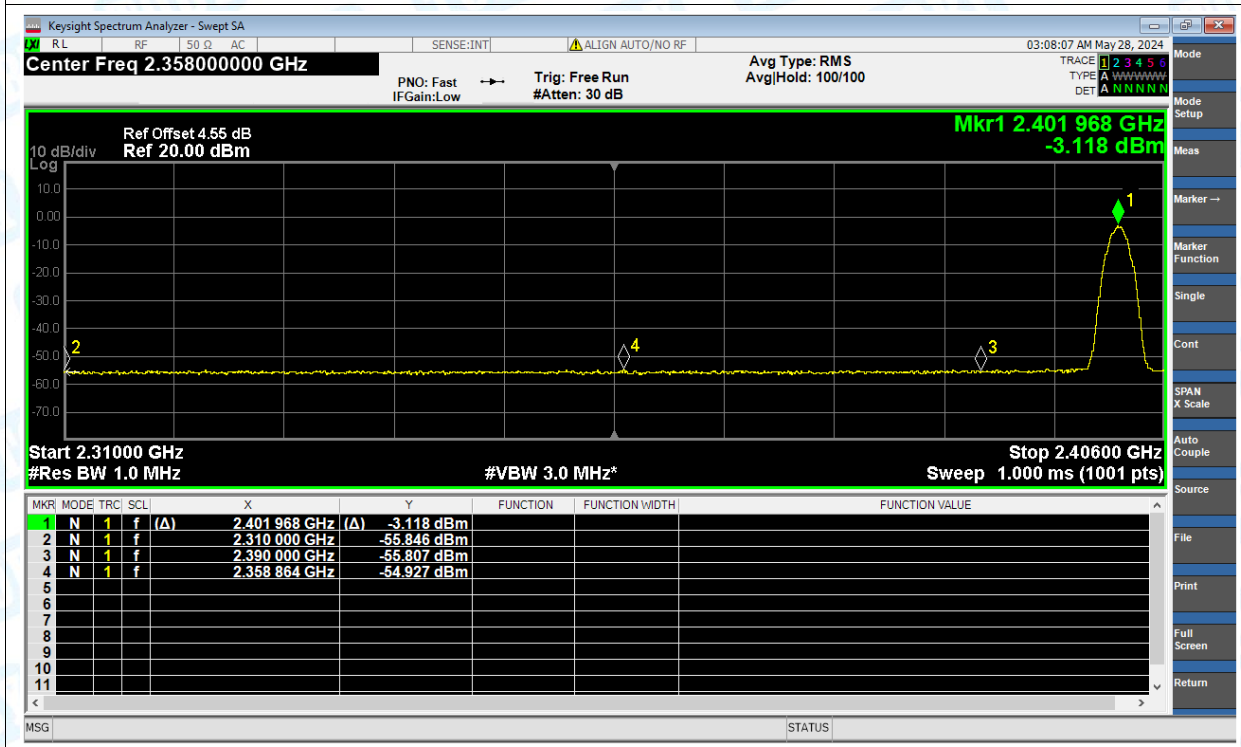 Keysight Spectrum Analyzer - Swept SA
LXI RL RF 50 Ω AC SENSE:INT ALIGN AUTO/NO RF 03:08:07 AM May 28, 2024
Center Freq 2.358000000 GHz
PNO: Fast
IFGain:Low
Trig: Free Run
#Atten: 30 dB
Avg Type: RMS
Avg|Hold: 100/100
TRACE 1 2 3 4 5 6
TYPE A WWWWW
DET A N N N N N
Mkr1 2.401 968 GHz
-3.118 dBm
Ref Offset 4.55 dB
10 dB/div Ref 20.00 dBm
Log
10.0
0.00
-10.0
-20.0
-30.0
-40.0
-50.0
-60.0
-70.0
1
2
4
3
Start 2.31000 GHz Stop 2.40600 GHz
#Res BW 1.0 MHz #VBW 3.0 MHz* Sweep 1.000 ms (1001 pts)
MKR MODE TRC SCL X Y FUNCTION FUNCTION WIDTH FUNCTION VALUE
1 N 1 f (Δ) 2.401 968 GHz (Δ) -3.118 dBm
2 N 1 f 2.310 000 GHz -55.846 dBm
3 N 1 f 2.390 000 GHz -55.807 dBm
4 N 1 f 2.358 864 GHz -54.927 dBm
5
6
7
8
9
10
11
MSG STATUS
Mode
Mode
Setup
Meas
Marker →
Marker
Function
Single
Cont
SPAN
X Scale
Auto
Couple
Source
File
Print
Full
Screen
Return